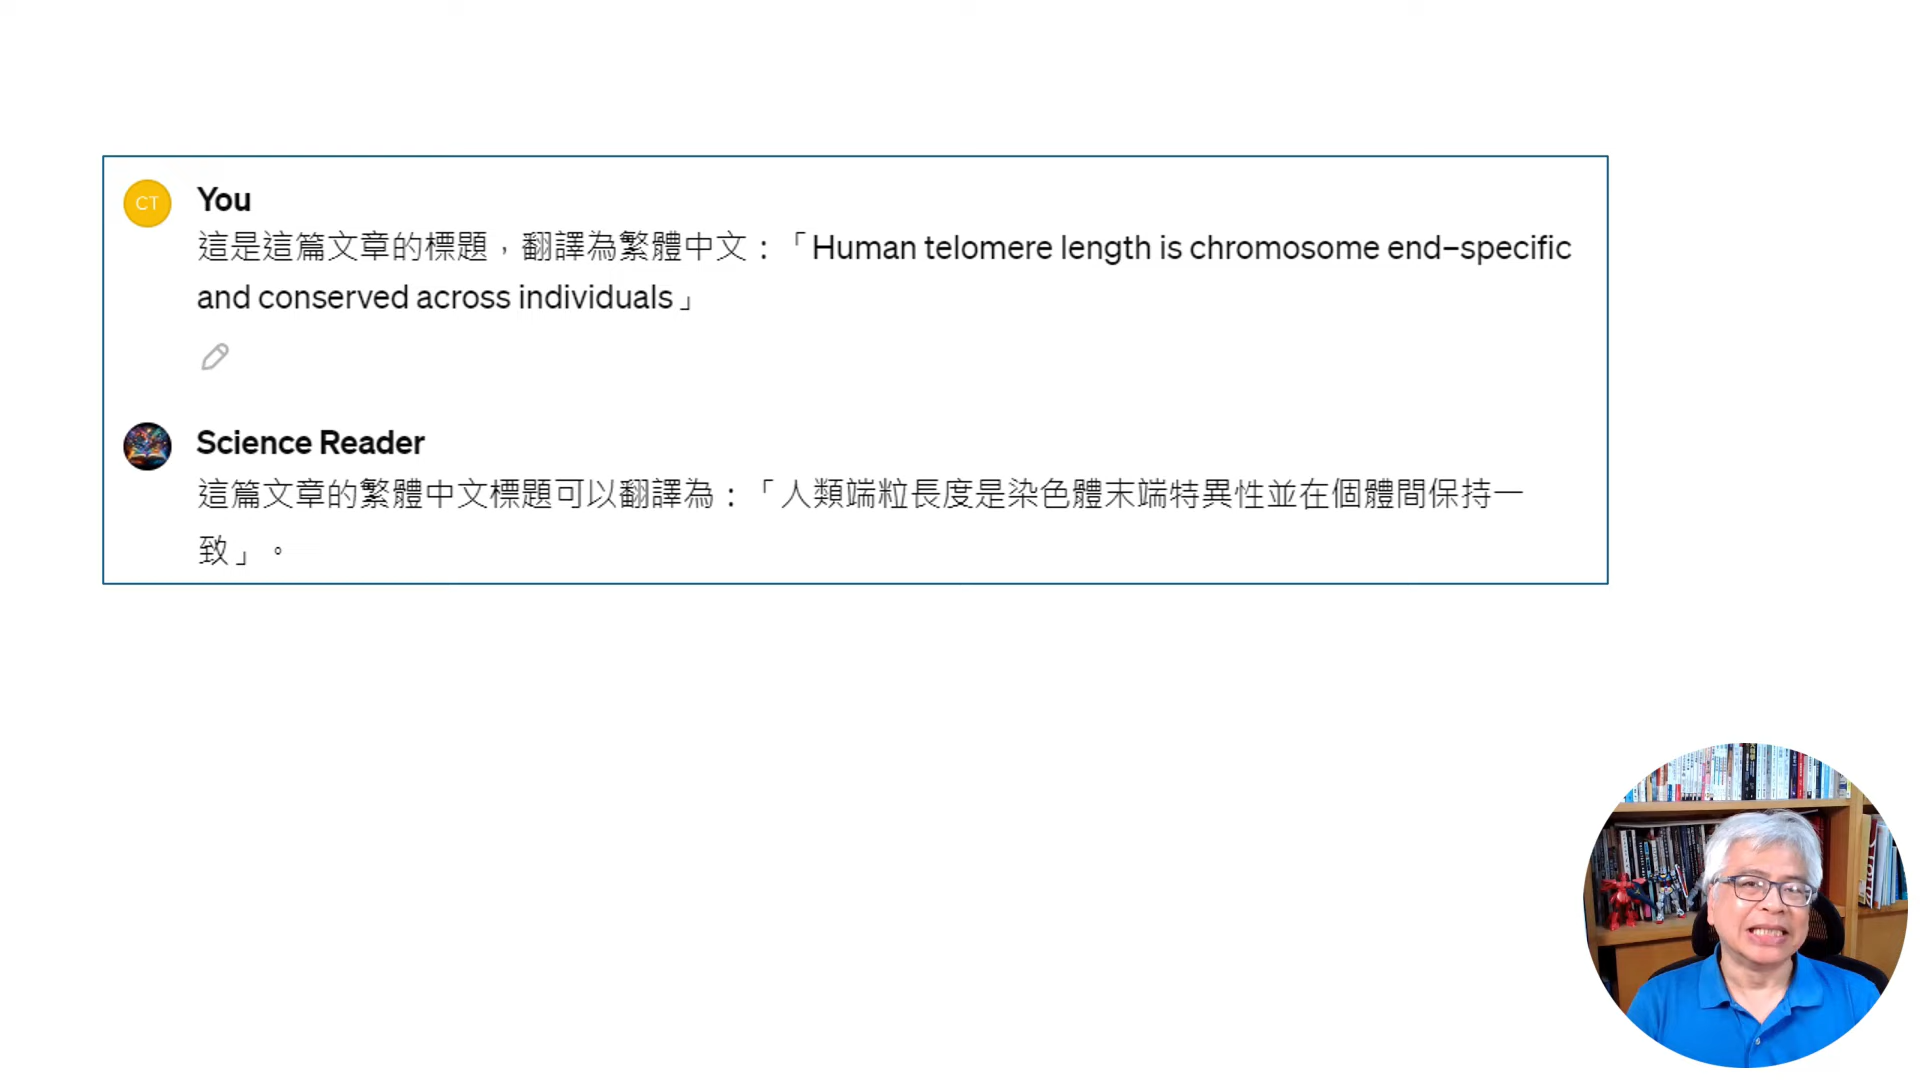 CT
You
這是這篇文章的標題，翻譯為繁體中文：「Human telomere length is chromosome end–specific
and conserved across individuals」
Science Reader
這篇文章的繁體中文標題可以翻譯為：「人類端粒長度是染色體末端特異性並在個體間保持一
致」。